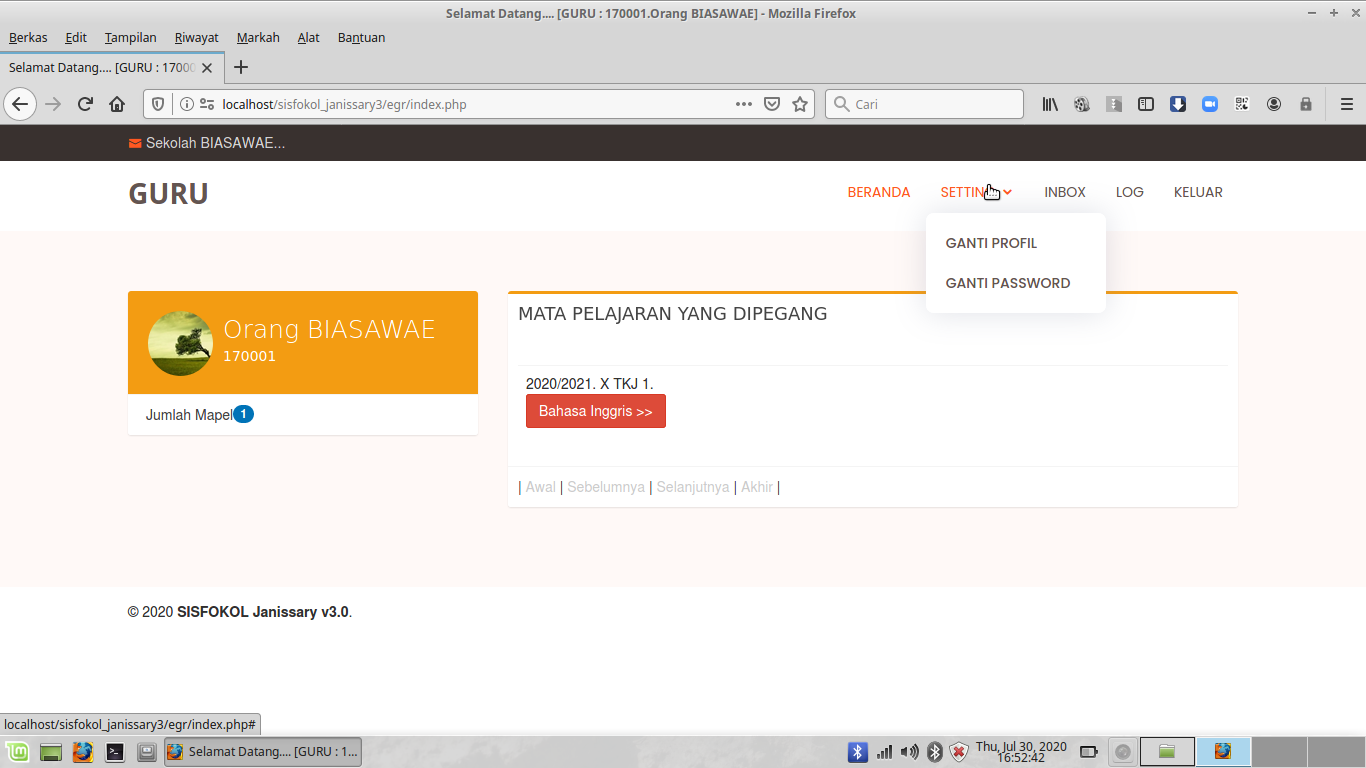 Selamat Datang.... [GURU : 170001.Orang BIASAWAE] - Mozilla Firefox
Berkas Edit Tampilan Riwayat Markah Alat Bantuan
Selamat Datang.... [GURU : 1700
localhost/sisfokol_janissary3/egr/index.php
Cari
Sekolah BIASAWAE...
GURU
BERANDA SETTIN INBOX LOG KELUAR
GANTI PROFIL
GANTI PASSWORD
Orang BIASAWAE
170001
Jumlah Mapel 1
MATA PELAJARAN YANG DIPEGANG
2020/2021. X TKJ 1.
Bahasa Inggris >>
| Awal | Sebelumnya | Selanjutnya | Akhir |
© 2020 SISFOKOL Janissary v3.0.
localhost/sisfokol_janissary3/egr/index.php#
Selamat Datang.... [GURU : 1...
Thu, Jul 30, 2020
16:52:42